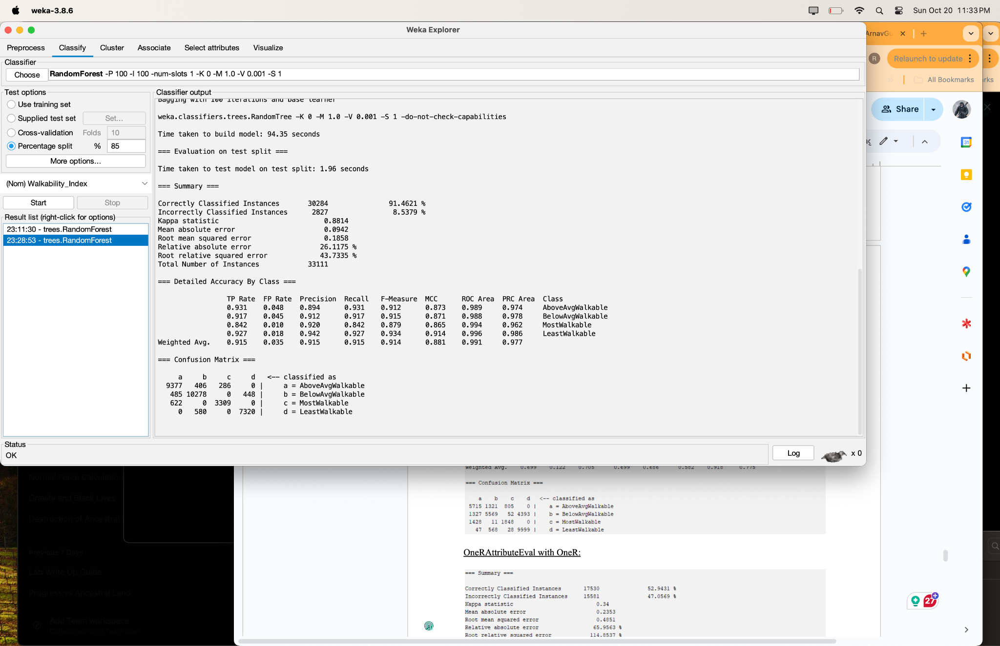 weka-3.8.6
Sun Oct 20 11:33 PM
Weka Explorer
Preprocess Classify Cluster Associate Select attributes Visualize
Classifier
Choose RandomForest -P 100 -I 100 -num-slots 1 -K 0 -M 1.0 -V 0.001 -S 1
Test options
Use training set
Supplied test set Set...
Cross-validation Folds 10
Percentage split % 85
More options...
(Nom) Walkability_Index
Start Stop
Result list (right-click for options)
23:11:30 - trees.RandomForest
23:28:53 - trees.RandomForest
Classifier output
Bagging with 100 iterations and base learner
weka.classifiers.trees.RandomTree -K 0 -M 1.0 -V 0.001 -S 1 -do-not-check-capabilities
Time taken to build model: 94.35 seconds
=== Evaluation on test split ===
Time taken to test model on test split: 1.96 seconds
=== Summary ===
Correctly Classified Instances 30284 91.4621 %
Incorrectly Classified Instances 2827 8.5379 %
Kappa statistic 0.8814
Mean absolute error 0.0942
Root mean squared error 0.1858
Relative absolute error 26.1175 %
Root relative squared error 43.7335 %
Total Number of Instances 33111
=== Detailed Accuracy By Class ===
TP Rate FP Rate Precision Recall F-Measure MCC ROC Area PRC Area Class
0.931 0.048 0.894 0.931 0.912 0.873 0.989 0.974 AboveAvgWalkable
0.917 0.045 0.912 0.917 0.915 0.871 0.988 0.978 BelowAvgWalkable
0.842 0.010 0.920 0.842 0.879 0.865 0.994 0.962 MostWalkable
0.927 0.018 0.942 0.927 0.934 0.914 0.996 0.986 LeastWalkable
Weighted Avg. 0.915 0.035 0.915 0.915 0.914 0.881 0.991 0.977
=== Confusion Matrix ===
a b c d <-- classified as
9377 406 286 0 | a = AboveAvgWalkable
485 10278 0 448 | b = BelowAvgWalkable
622 0 3309 0 | c = MostWalkable
0 580 0 7320 | d = LeastWalkable
Status
OK
Log x 0
ArnavGu
R Relaunch to update
All Bookmarks rks
Share
31
Normal Force Calculation
Gravity and Black Lives
Destruction of Ancestral
Previous 7 Days
Lab Write Up Guide
Progress vs Ancestral Land
Add Team workspace
Weighted Avg. 0.699 0.122 0.705 0.699 0.686 0.582 0.918 0.775
=== Confusion Matrix ===
a b c d <-- classified as
5715 1321 805 0 | a = AboveAvgWalkable
1327 5569 52 4393 | b = BelowAvgWalkable
1428 11 1848 0 | c = MostWalkable
47 568 28 9999 | d = LeastWalkable
OneRAttributeEval with OneR:
=== Summary ===
Correctly Classified Instances 17530 52.9431 %
Incorrectly Classified Instances 15581 47.0569 %
Kappa statistic 0.34
Mean absolute error 0.2353
Root mean squared error 0.4851
Relative absolute error 65.9563 %
Root relative squared error 114.8537 %
27